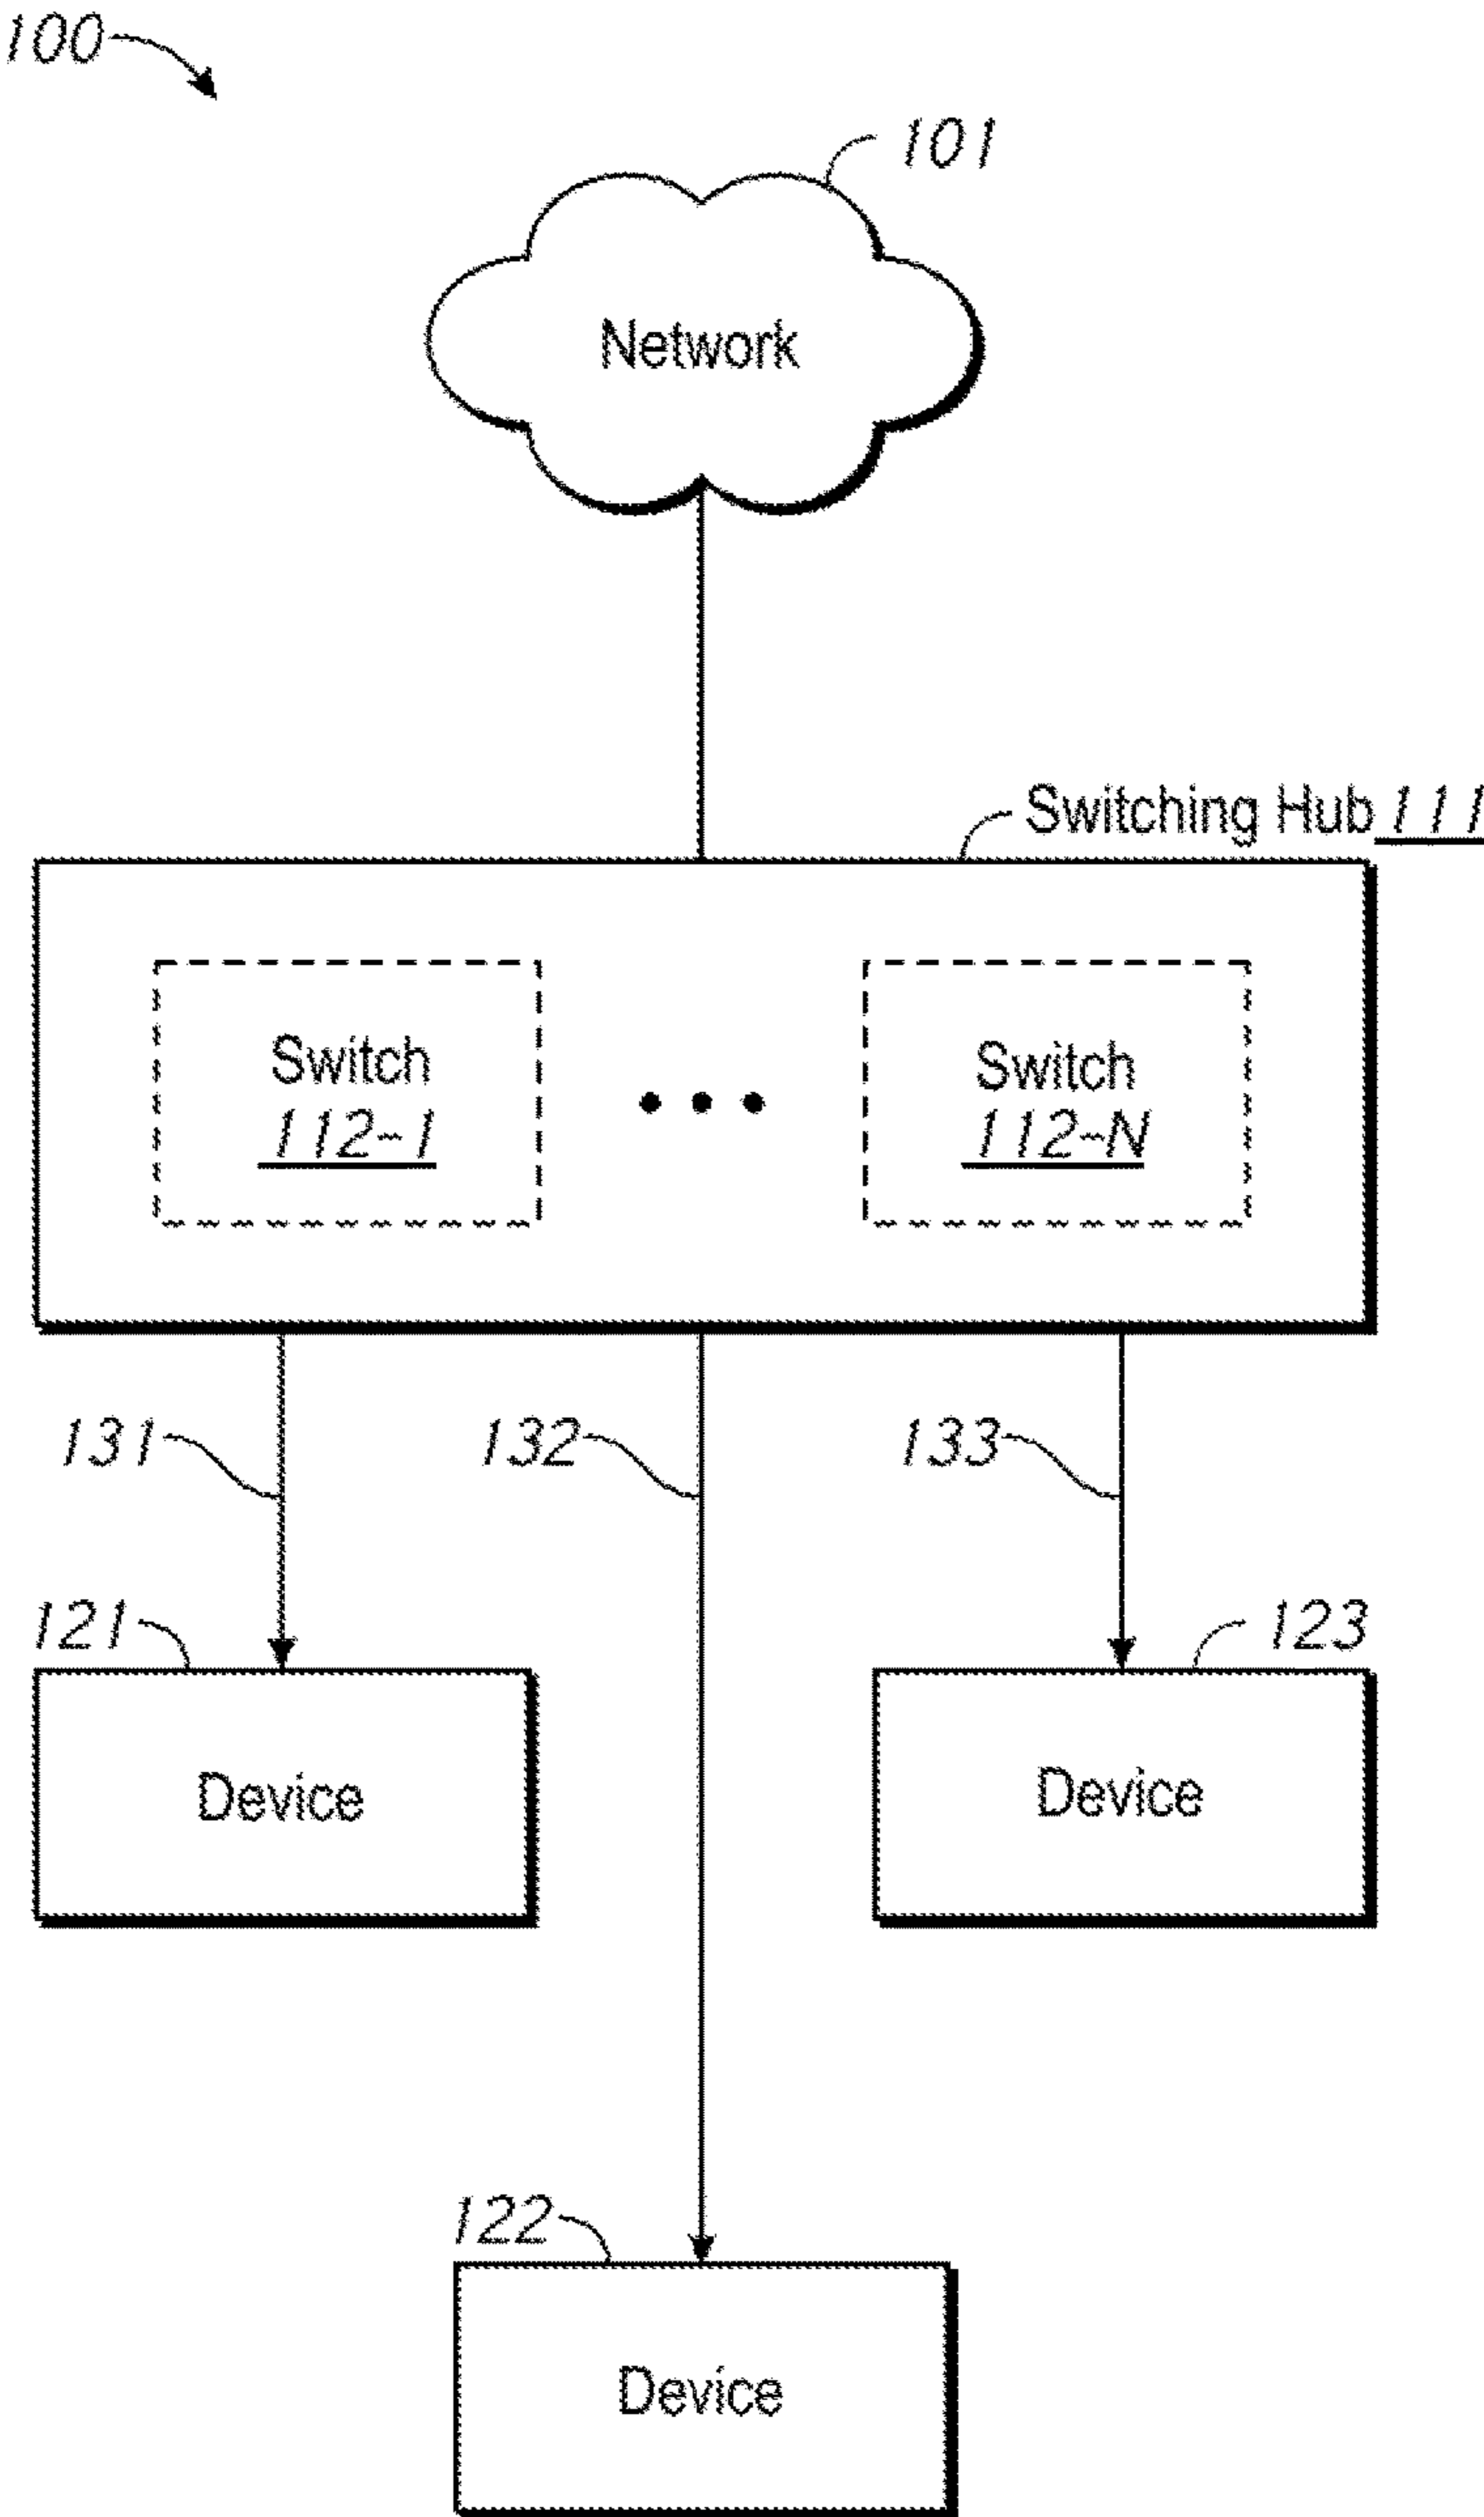 100
101
Network
Switching Hub 111
Switch
112-1
Switch
112-N
131
132
133
121
123
Device
Device
122
Device